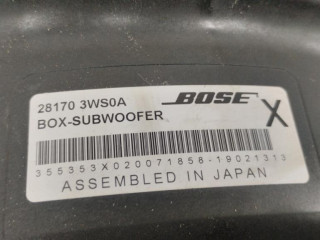 28170 3WS0A
BOSE
X
BOX-SUBWOOFER
355353X020071858-19021313
ASSEMBLED IN JAPAN